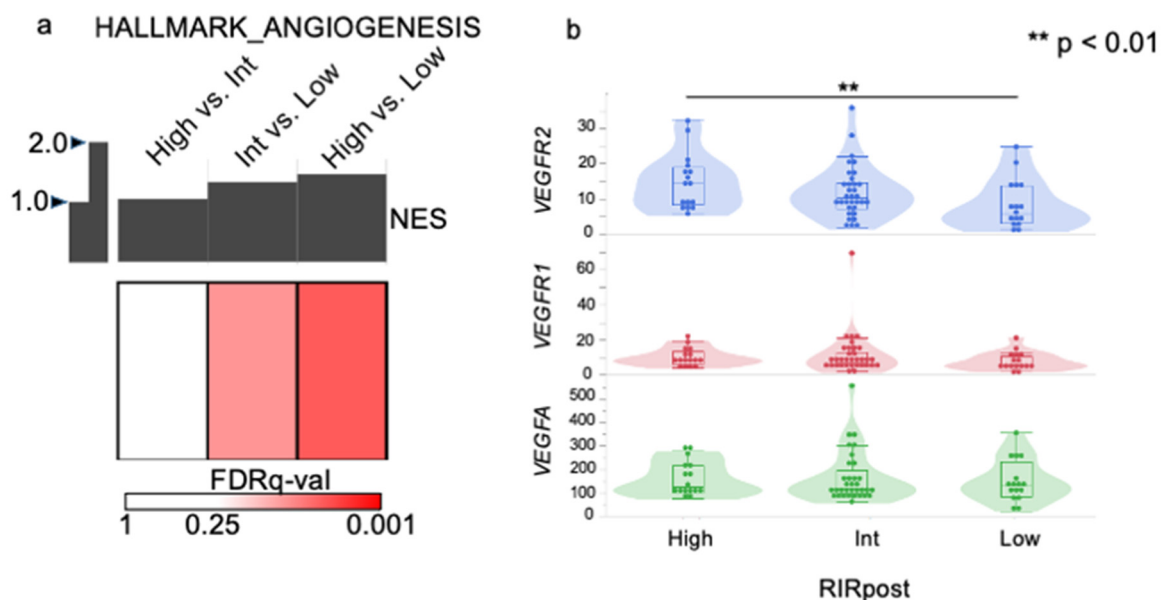 a
HALLMARK_ANGIOGENESIS
High vs. Int
Int vs. Low
High vs. Low
2.0
1.0
NES
FDRq-val
1 0.25 0.001
b
** p < 0.01
**
VEGFR2
30
20
10
0
VEGFR1
60
40
20
0
VEGFA
500
400
300
200
100
0
High Int Low
RIRpost